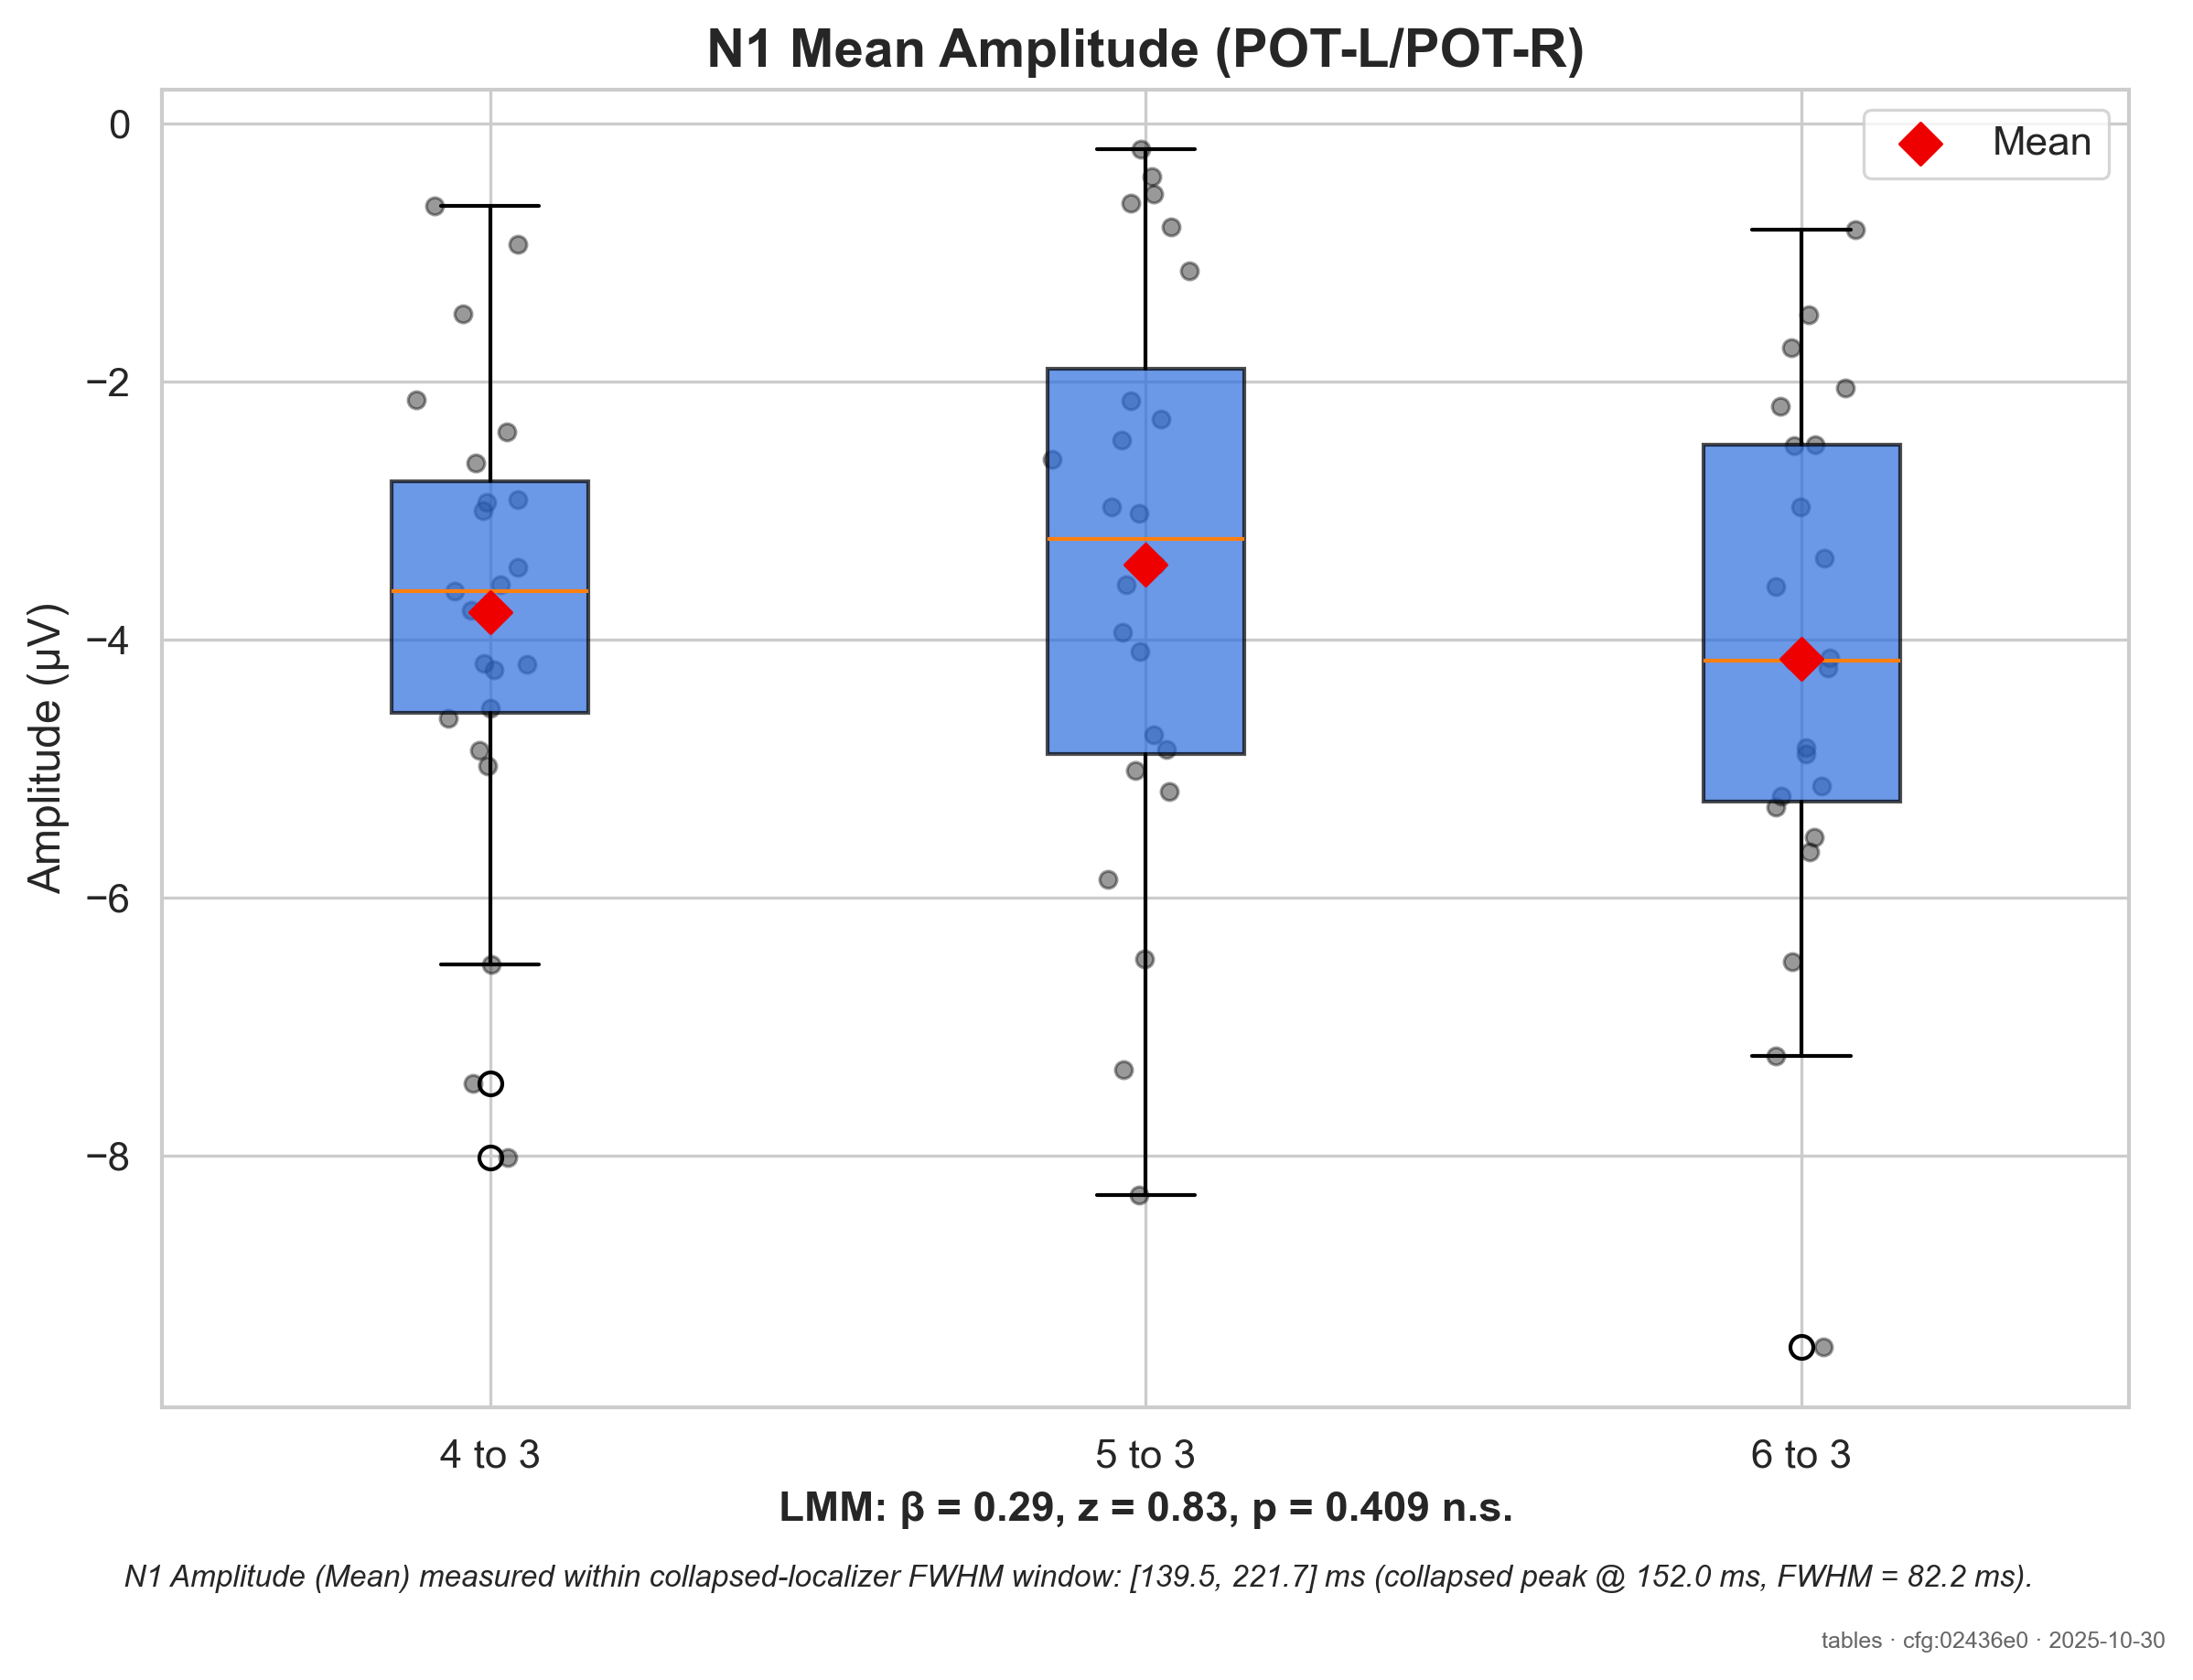 N1 Mean Amplitude (POT-L/POT-R)
Mean
Amplitude (µV)
0
−2
−4
−6
−8
4 to 3
5 to 3
6 to 3
LMM: β = 0.29, z = 0.83, p = 0.409 n.s.
N1 Amplitude (Mean) measured within collapsed-localizer FWHM window: [139.5, 221.7] ms (collapsed peak @ 152.0 ms, FWHM = 82.2 ms).
tables · cfg:02436e0 · 2025-10-30